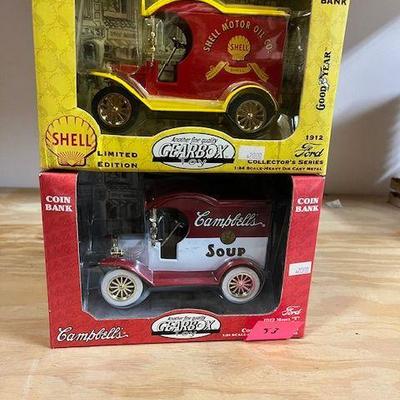 BANK
SHELL MOTOR OIL CO.
SHELL
GOODYEAR
SHELL
LIMITED
EDITION
Another fine quality
GEARBOX
TOY
1912
Ford
COLLECTOR'S SERIES
1:24 SCALE-HEAVY DIE CAST METAL
COIN
BANK
COIN
BANK
Campbell's
SOUP
Campbell's
Another fine quality
GEARBOX
Ford
1912 MODEL "T"
53